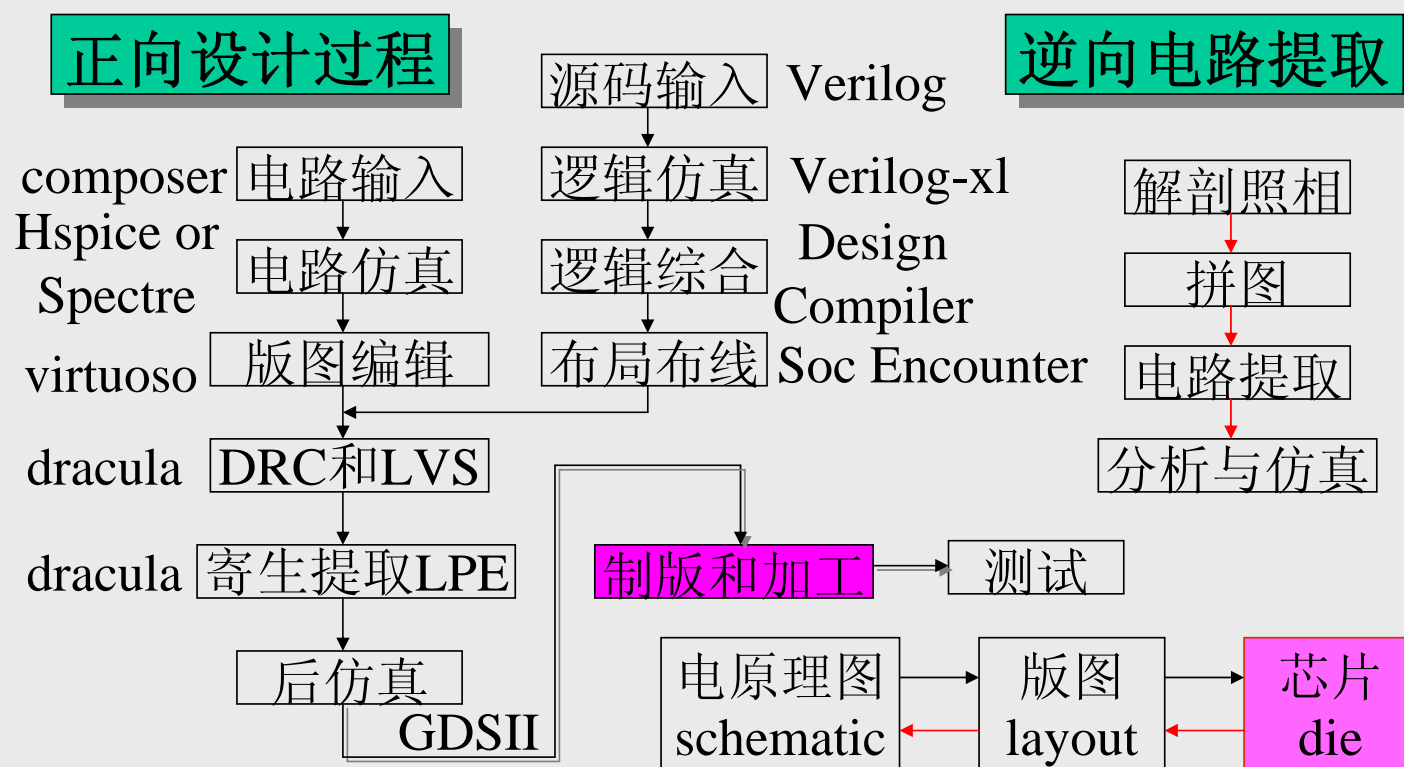 正向设计过程
源码输入 Verilog
逆向电路提取
composer 电路输入
逻辑仿真 Verilog-xl
解剖照相
Hspice or
Spectre
电路仿真
逻辑综合
Design
Compiler
拼图
virtuoso 版图编辑
布局布线 Soc Encounter
电路提取
dracula DRC和LVS
分析与仿真
dracula 寄生提取LPE
制版和加工
测试
后仿真
GDSII
电原理图
schematic
版图
layout
芯片
die